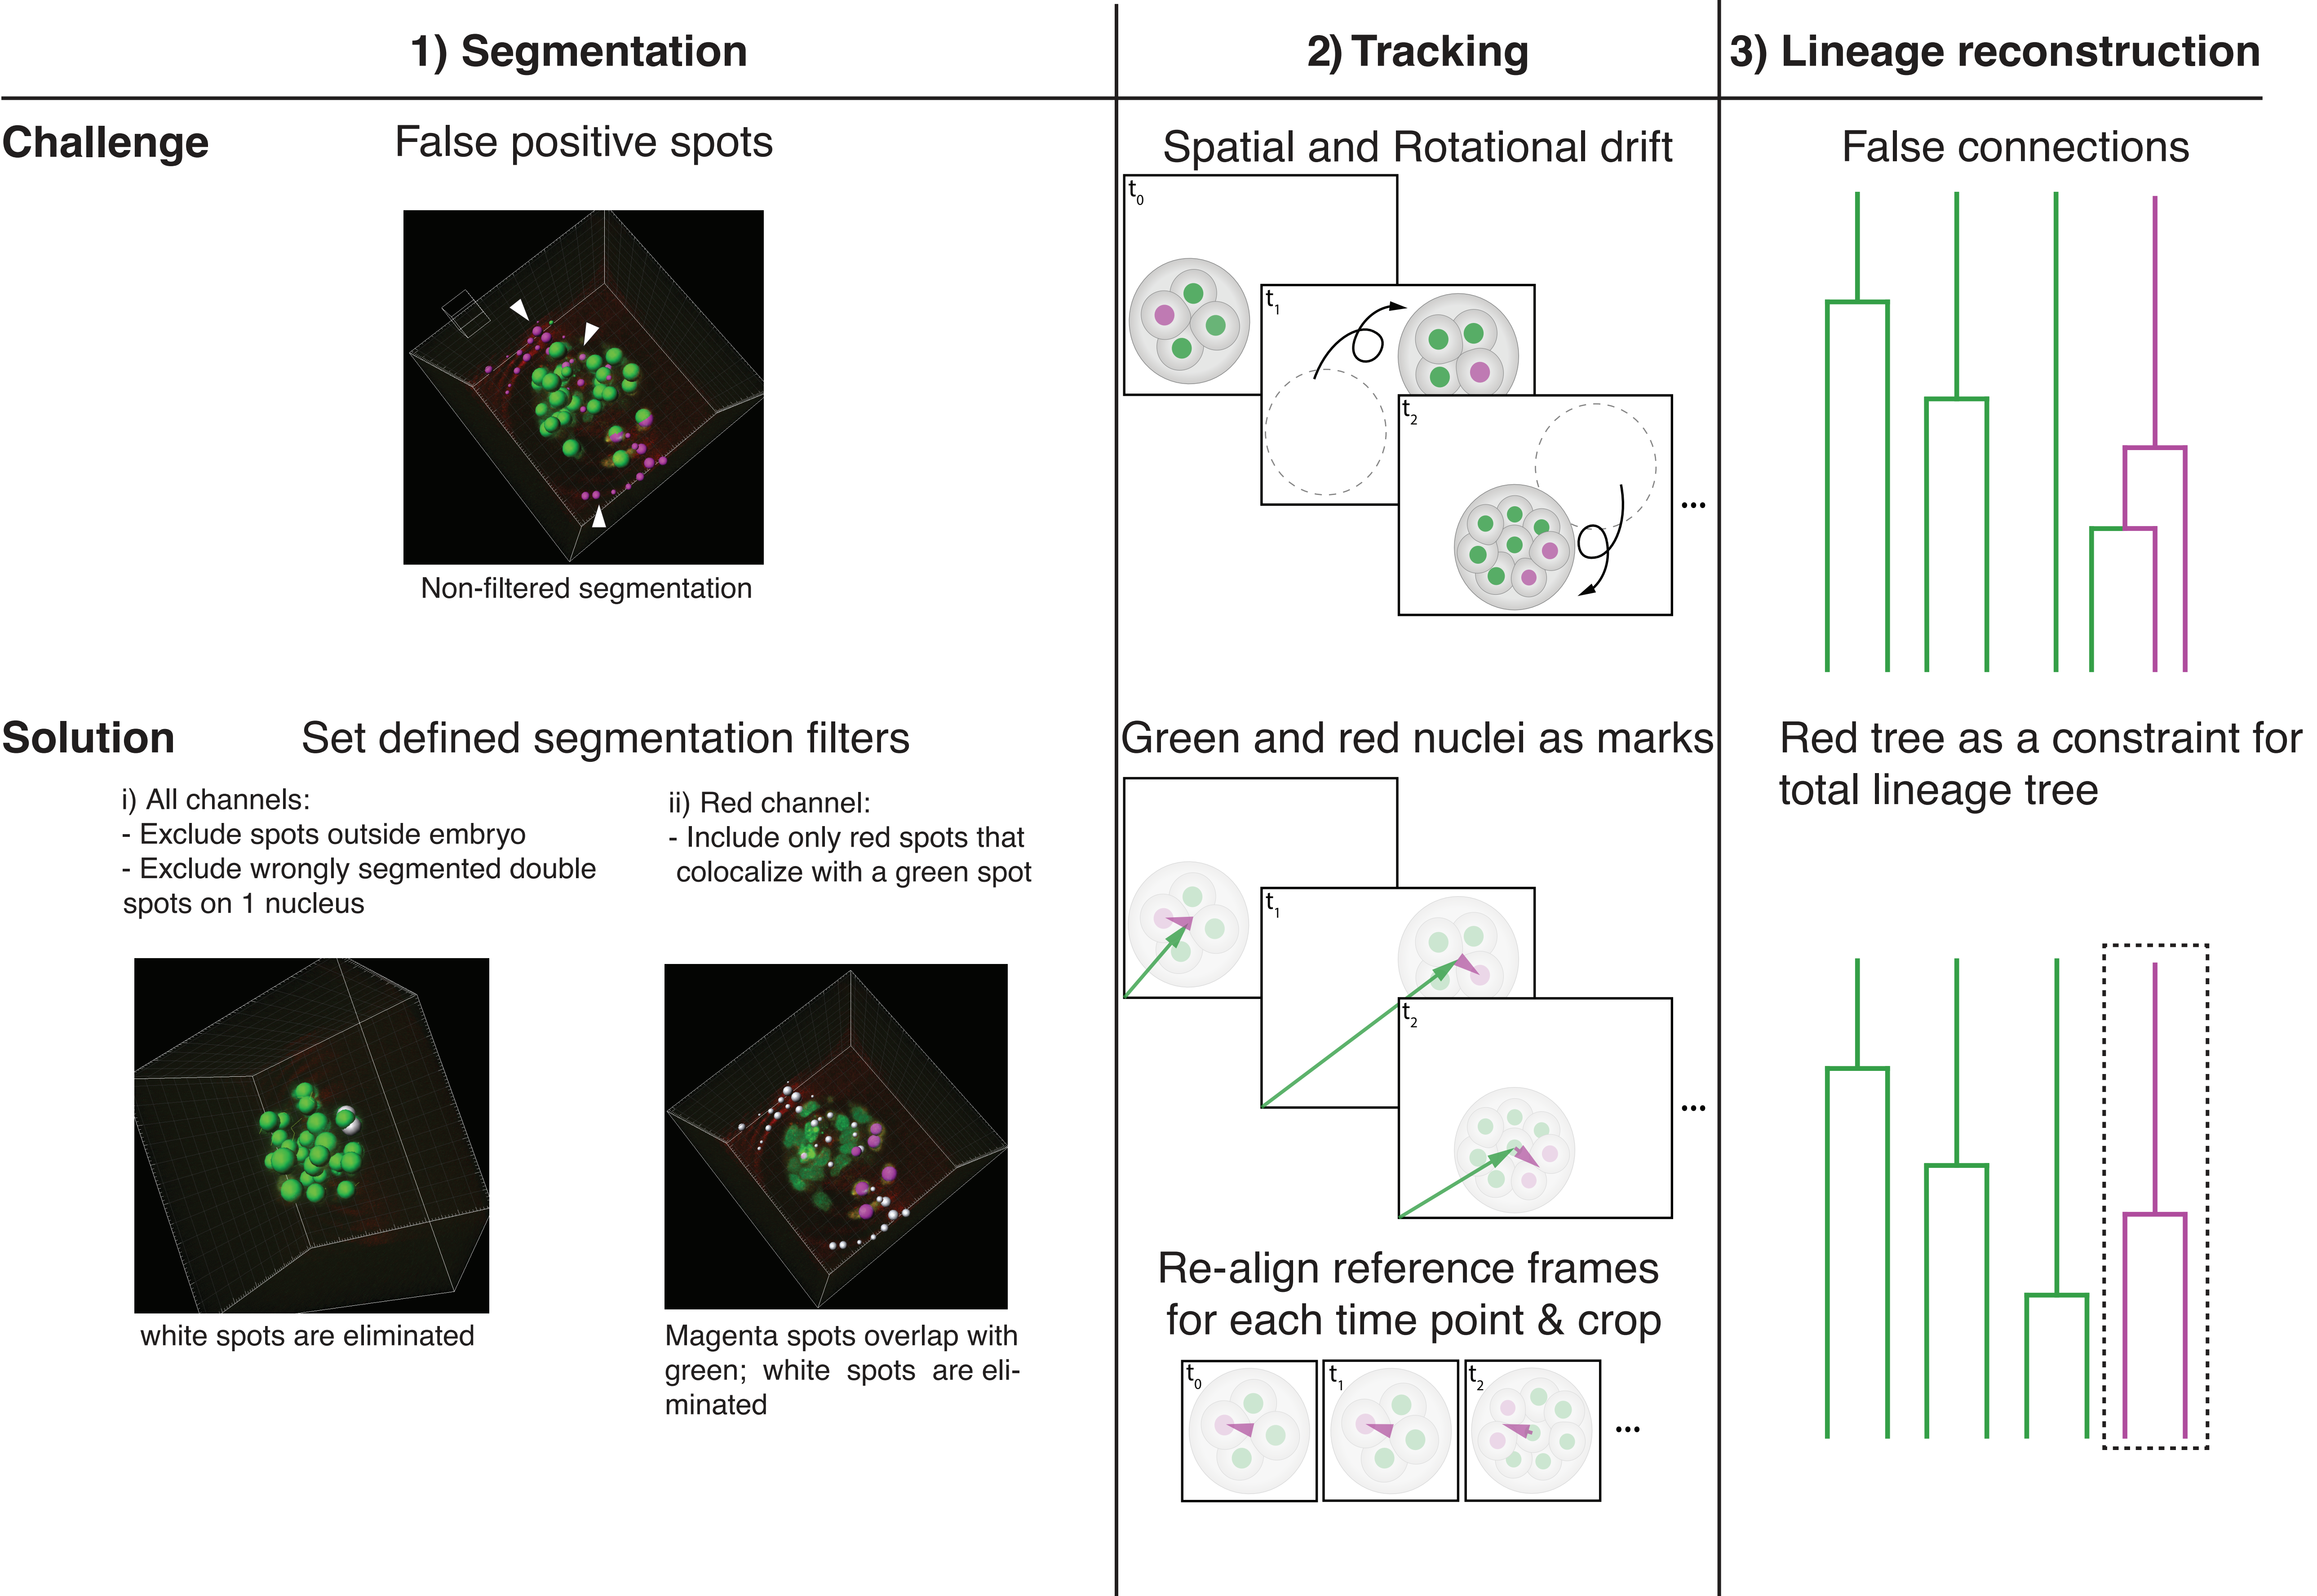 1) Segmentation
2) Tracking
3) Lineage reconstruction
Challenge
False positive spots
Spatial and Rotational drift
False connections
t0
t1
t2
...
Non-filtered segmentation
Solution
Set defined segmentation filters
i) All channels:
- Exclude spots outside embryo
- Exclude wrongly segmented double
spots on 1 nucleus
ii) Red channel:
- Include only red spots that
colocalize with a green spot
white spots are eliminated
Magenta spots overlap with
green; white spots are eli-
minated
Green and red nuclei as marks
t1
t2
...
Re-align reference frames
for each time point & crop
t0
t1
t2
...
Red tree as a constraint for
total lineage tree